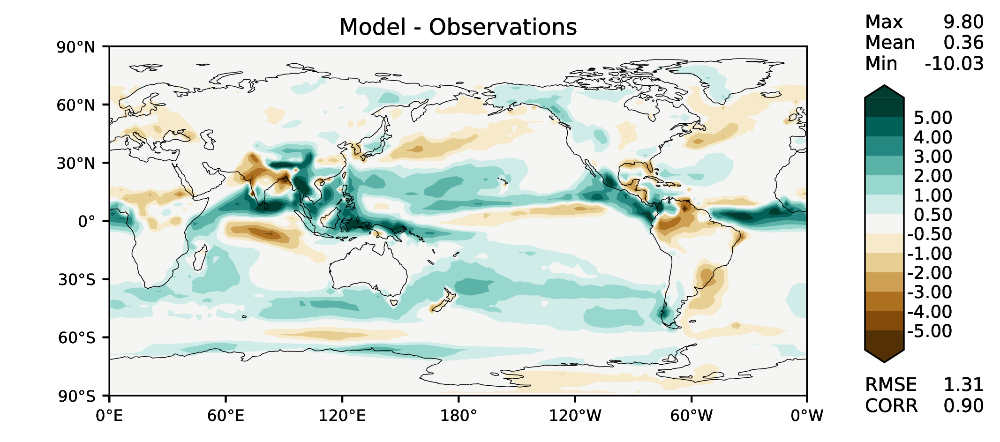 Model - Observations
Max 9.80
Mean 0.36
Min -10.03
90°N
60°N
30°N
0°
30°S
60°S
90°S
0°E 60°E 120°E 180° 120°W 60°W 0°W
5.00
4.00
3.00
2.00
1.00
0.50
-0.50
-1.00
-2.00
-3.00
-4.00
-5.00
RMSE 1.31
CORR 0.90